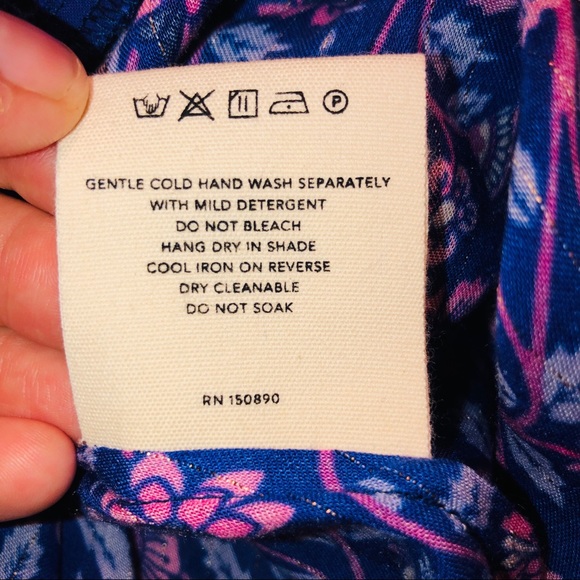 P
GENTLE COLD HAND WASH SEPARATELY
WITH MILD DETERGENT
DO NOT BLEACH
HANG DRY IN SHADE
COOL IRON ON REVERSE
DRY CLEANABLE
DO NOT SOAK
RN 150890